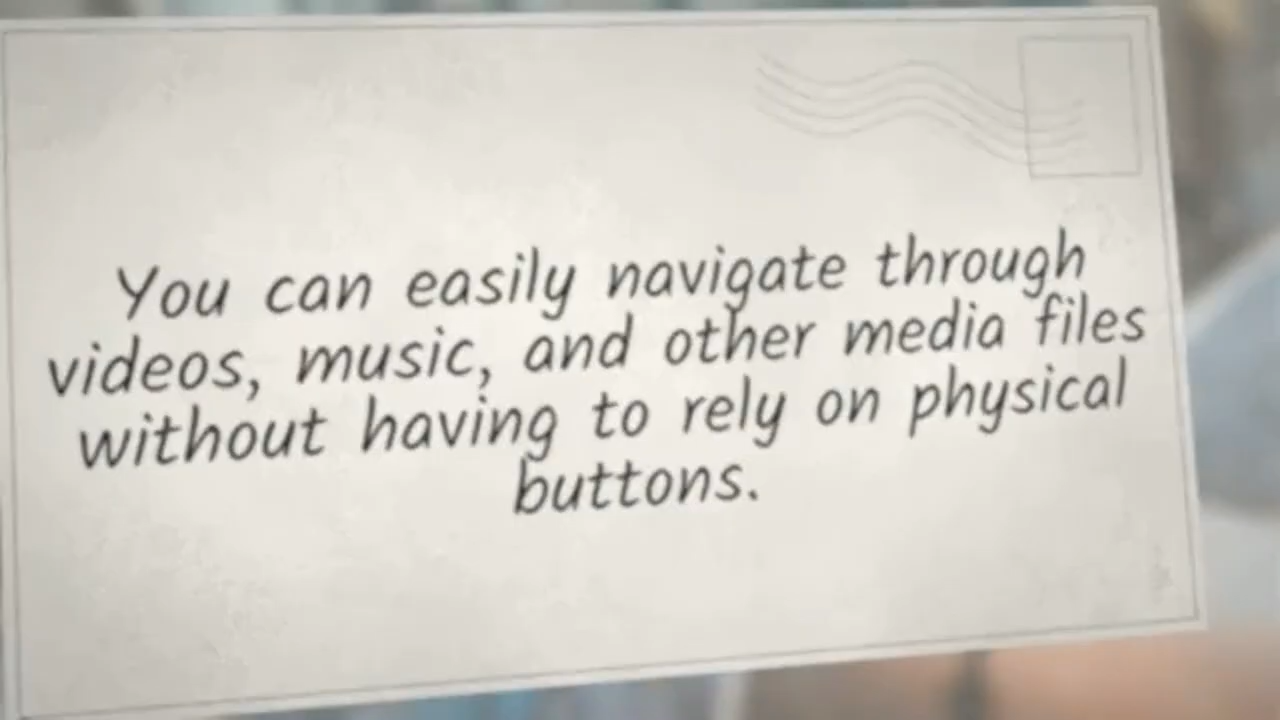 You can easily navigate through
videos, music, and other media files
without having to rely on physical
buttons.